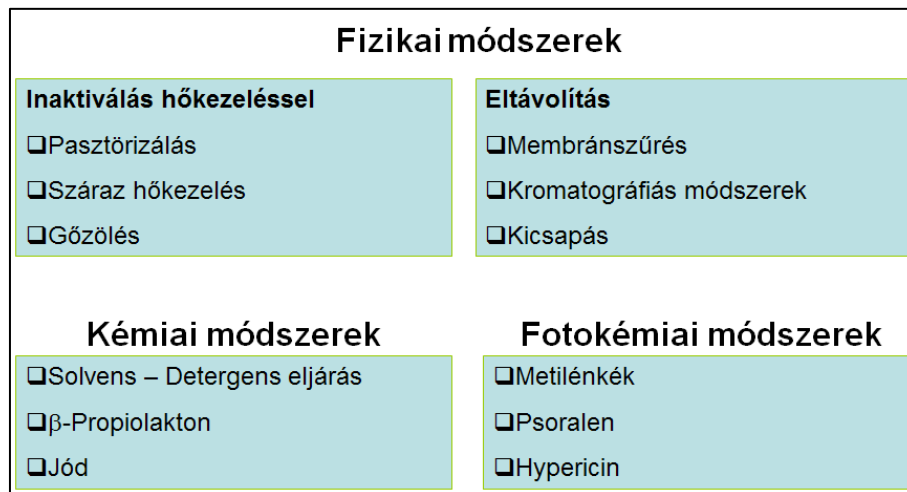 Fizikai módszerek
Inaktiválás hőkezeléssel
❑Pasztörizálás
❑Száraz hőkezelés
❑Gőzölés
Eltávolítás
❑Membránszűrés
❑Kromatográfiás módszerek
❑Kicsapás
Kémiai módszerek
❑Solvens – Detergens eljárás
❑β-Propiolakton
❑Jód
Fotokémiai módszerek
❑Metilénkék
❑Psoralen
❑Hypericin